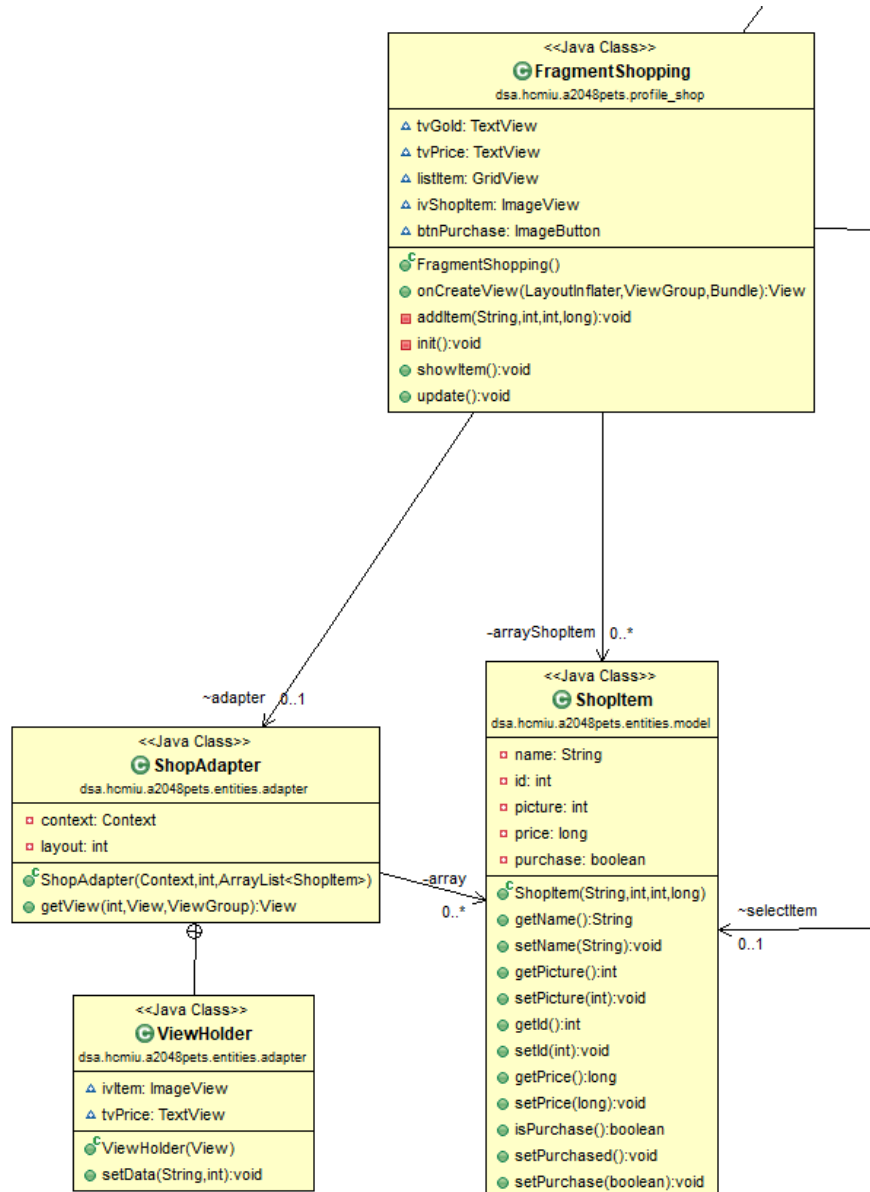 <<Java Class>>
FragmentShopping
dsa.hcmiu.a2048pets.profile_shop
tvGold: TextView
tvPrice: TextView
listItem: GridView
ivShopItem: ImageView
btnPurchase: ImageButton
FragmentShopping()
onCreateView(LayoutInflater,ViewGroup,Bundle):View
addItem(String,int,int,long):void
init():void
showItem():void
update():void
-arrayShopItem 0..*
~adapter 0..1
<<Java Class>>
ShopItem
dsa.hcmiu.a2048pets.entities.model
name: String
id: int
picture: int
price: long
purchase: boolean
ShopItem(String,int,int,long)
getName():String
setName(String):void
getPicture():int
setPicture(int):void
getId():int
setId(int):void
getPrice():long
setPrice(long):void
isPurchase():boolean
setPurchased():void
setPurchase(boolean):void
<<Java Class>>
ShopAdapter
dsa.hcmiu.a2048pets.entities.adapter
context: Context
layout: int
ShopAdapter(Context,int,ArrayList<ShopItem>)
getView(int,View,ViewGroup):View
-array
0..*
~selectItem
0..1
<<Java Class>>
ViewHolder
dsa.hcmiu.a2048pets.entities.adapter
ivItem: ImageView
tvPrice: TextView
ViewHolder(View)
setData(String,int):void